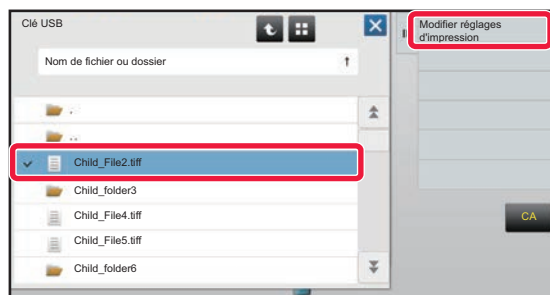 Clé USB
Modifier réglages
d'impression
Nom de fichier ou dossier
.
..
Child_File2.tiff
Child_folder3
Child_File4.tiff
Child_File5.tiff
Child_folder6
CA